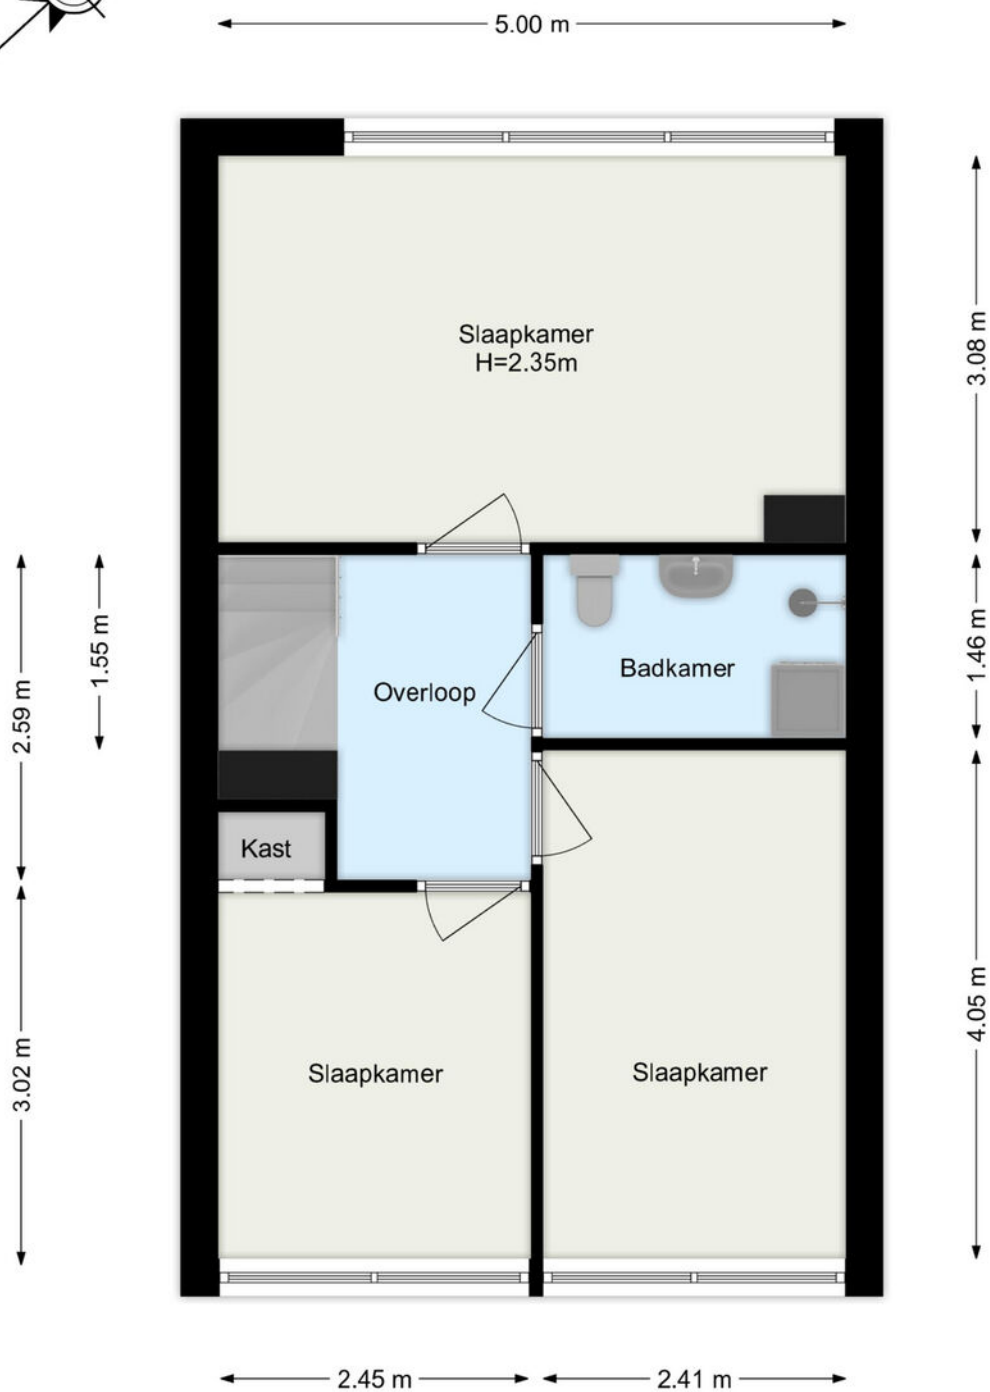 5.00 m
Slaapkamer
H=2.35m
3.08 m
1.55 m
2.59 m
Overloop
Badkamer
1.46 m
Kast
3.02 m
Slaapkamer
Slaapkamer
4.05 m
2.45 m
2.41 m